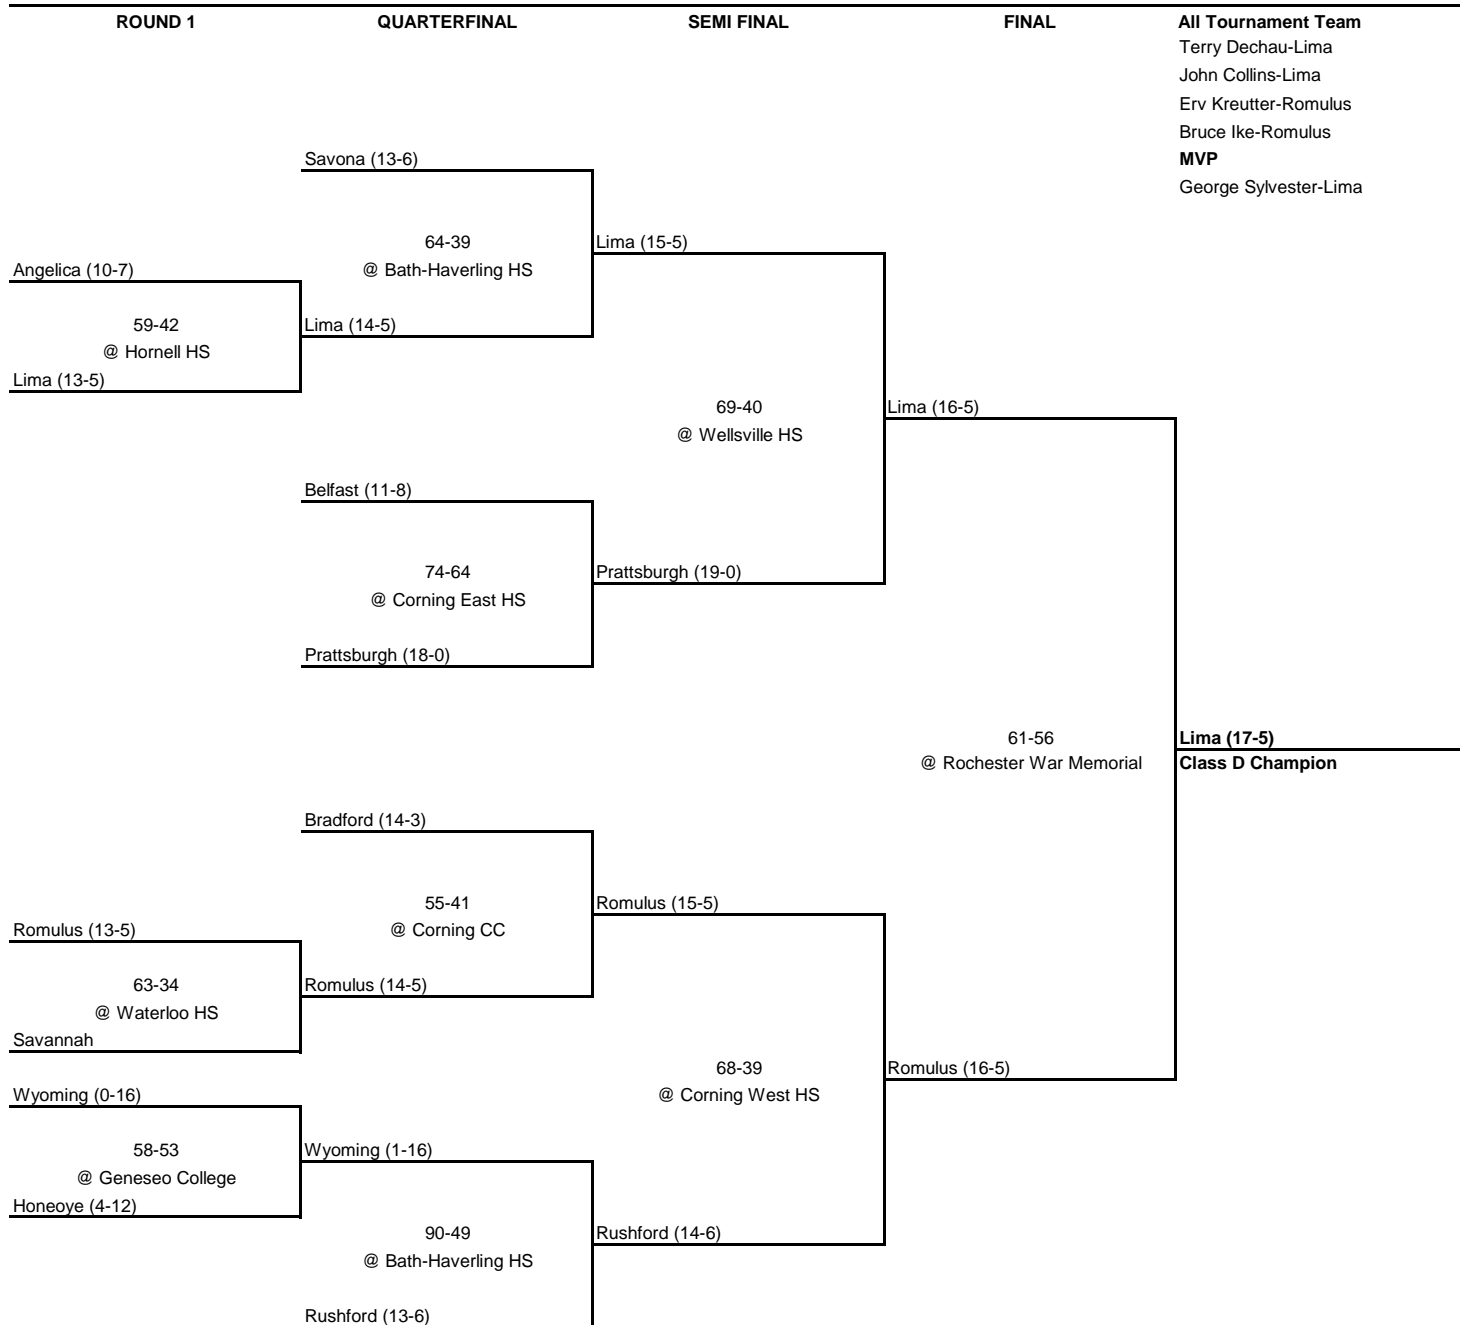 ROUND 1
QUARTERFINAL
SEMI FINAL
FINAL
All Tournament Team
Terry Dechau-Lima
John Collins-Lima
Erv Kreutter-Romulus
Bruce Ike-Romulus
MVP
George Sylvester-Lima
Savona (13-6)
64-39
@ Bath-Haverling HS
Lima (15-5)
Angelica (10-7)
59-42
@ Hornell HS
Lima (14-5)
Lima (13-5)
69-40
@ Wellsville HS
Lima (16-5)
Belfast (11-8)
74-64
@ Corning East HS
Prattsburgh (19-0)
Prattsburgh (18-0)
61-56
@ Rochester War Memorial
Lima (17-5)
Class D Champion
Bradford (14-3)
55-41
@ Corning CC
Romulus (15-5)
Romulus (13-5)
63-34
@ Waterloo HS
Romulus (14-5)
Savannah
68-39
@ Corning West HS
Romulus (16-5)
Wyoming (0-16)
58-53
@ Geneseo College
Wyoming (1-16)
Honeoye (4-12)
90-49
@ Bath-Haverling HS
Rushford (14-6)
Rushford (13-6)